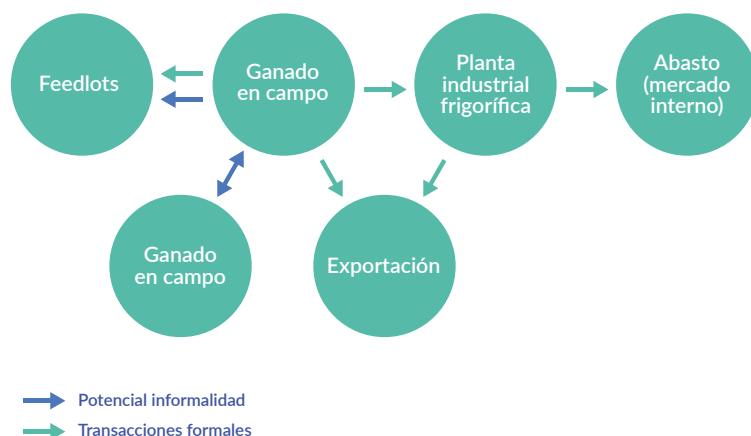 Feedlots
Ganado
en campo
Planta
industrial
frigorífica
Abasto
(mercado
interno)
Ganado
en campo
Exportación
Potencial informalidad
Transacciones formales